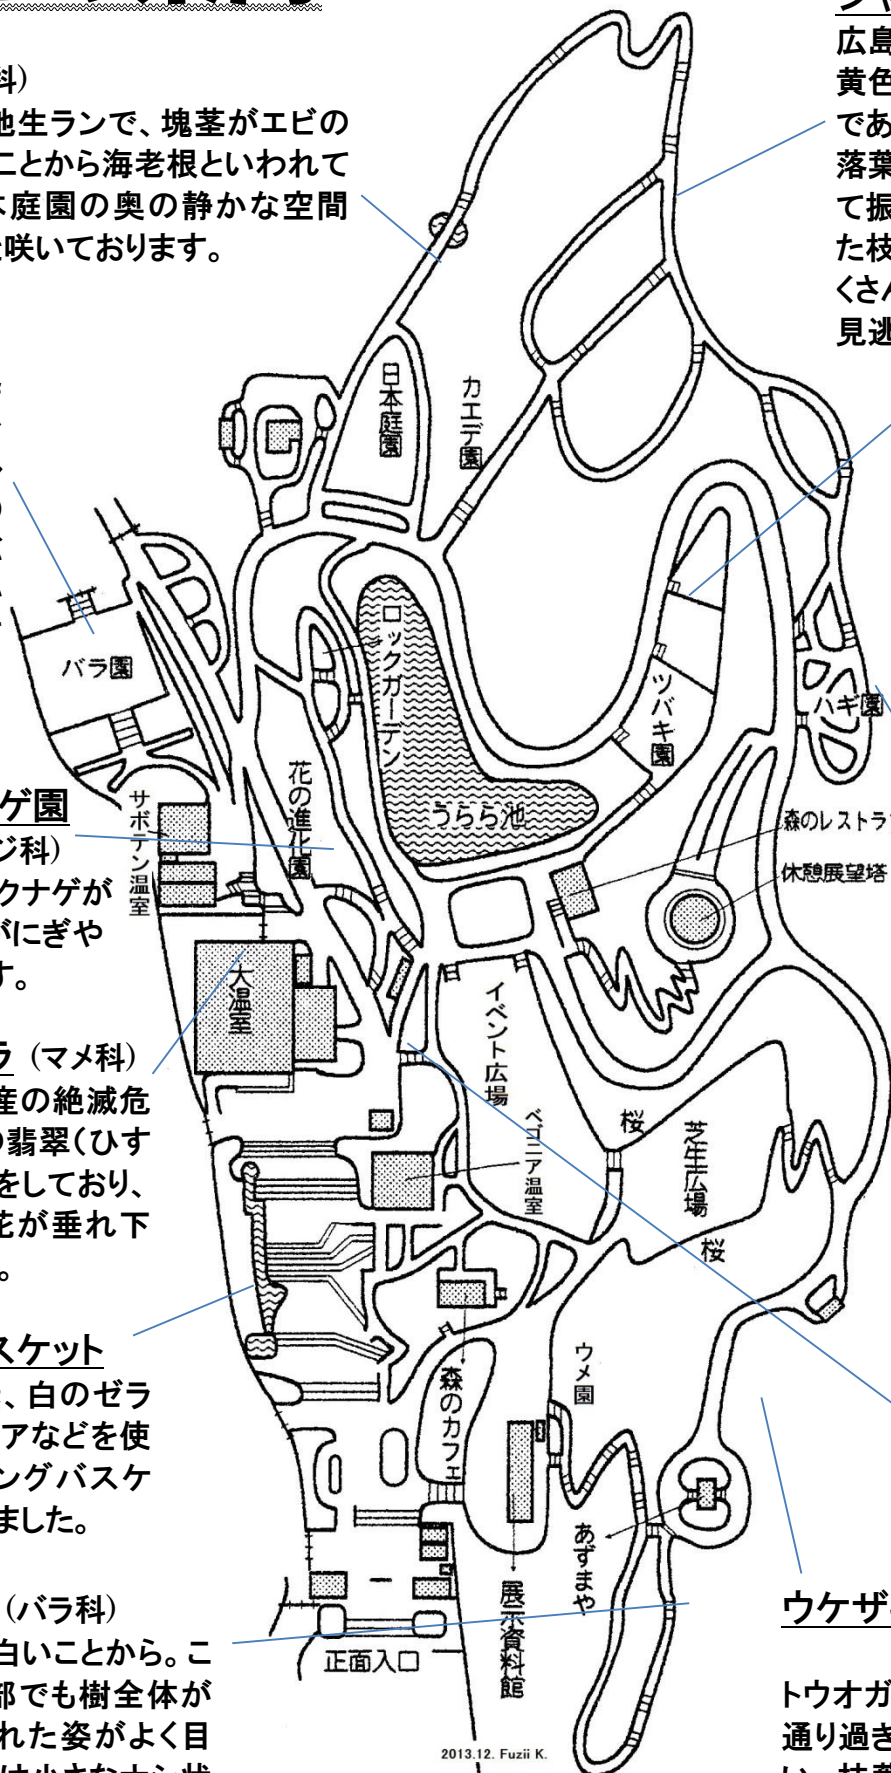 科)
地生ランで、塊茎がエビの
ことから海老根といわれて
本庭園の奥の静かな空間
咲いております。
広島
黄色
であ
落葉
て振
た枝
くさん
見逃
日本庭園
カエデ園
バラ園
ロックガーデン
うらら池
ツバキ園
ハギ園
花の進化園
サボテン温室
森のレストラ
休憩展望塔
ゲ園
ジ科)
クナゲが
がにぎや
す。
大温室
イベント広場
ベゴニア温室
桜
芝生広場
桜
ラ (マメ科)
産の絶滅危
の翡翠(ひす
をしており、
花が垂れ下
。
スケット
、白のゼラ
アなどを使
ングバスケ
ました。
ウメ園
森のカフェ
あずまや
展示資料館
正面入口
(バラ科)
白いことから。こ
部でも樹全体が
れた姿がよく目
は小さなナシ状
ウケザ
トウオガ
通り過ぎ
2013.12. Fuzii K.